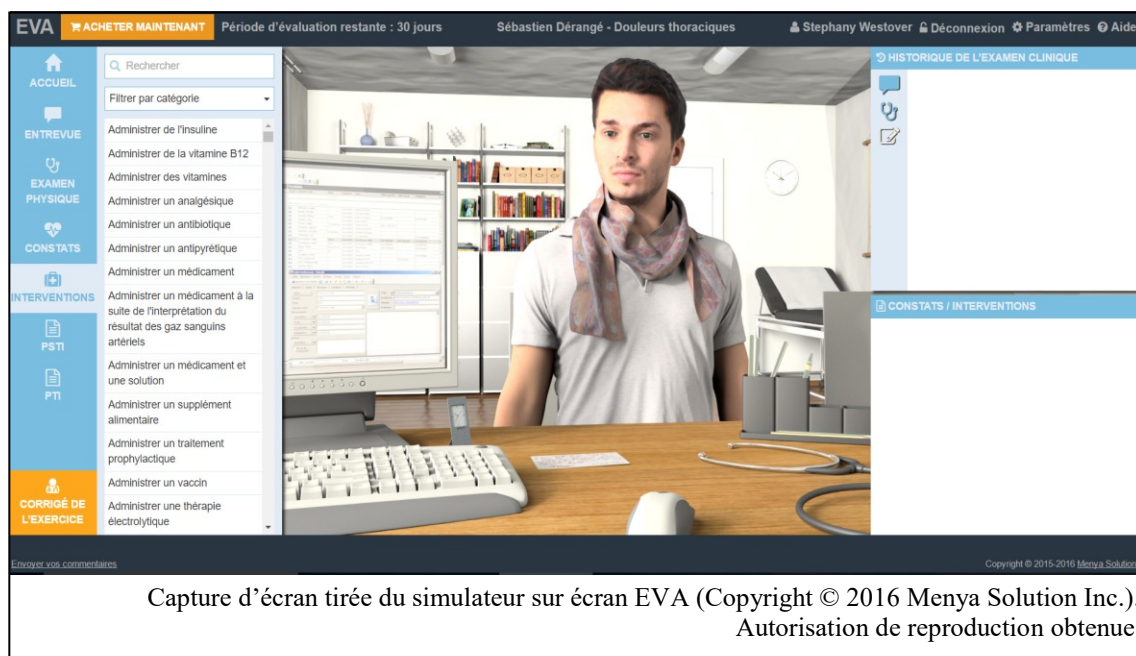 EVA
ACHETER MAINTENANT
Période d'évaluation restante : 30 jours
Sébastien Dérangé - Douleurs thoraciques
Stephany Westover
Déconnexion
Paramètres
Aide
ACCUEIL
ENTREVUE
EXAMEN
PHYSIQUE
CONSTATS
INTERVENTIONS
PSTI
PTI
CORRIGÉ DE
L'EXERCICE
Rechercher
Filtrer par catégorie
Administrer de l'insuline
Administrer de la vitamine B12
Administrer des vitamines
Administrer un analgésique
Administrer un antibiotique
Administrer un antipyrétique
Administrer un médicament
Administrer un médicament à la
suite de l'interprétation du
résultat des gaz sanguins
artériels
Administrer un médicament et
une solution
Administrer un supplément
alimentaire
Administrer un traitement
prophylactique
Administrer un vaccin
Administrer une thérapie
électrolytique
HISTORIQUE DE L'EXAMEN CLINIQUE
CONSTATS / INTERVENTIONS
Envoyer vos commentaires
Copyright © 2015-2016 Menya Solution
Capture d'écran tirée du simulateur sur écran EVA (Copyright © 2016 Menya Solution Inc.).
Autorisation de reproduction obtenue